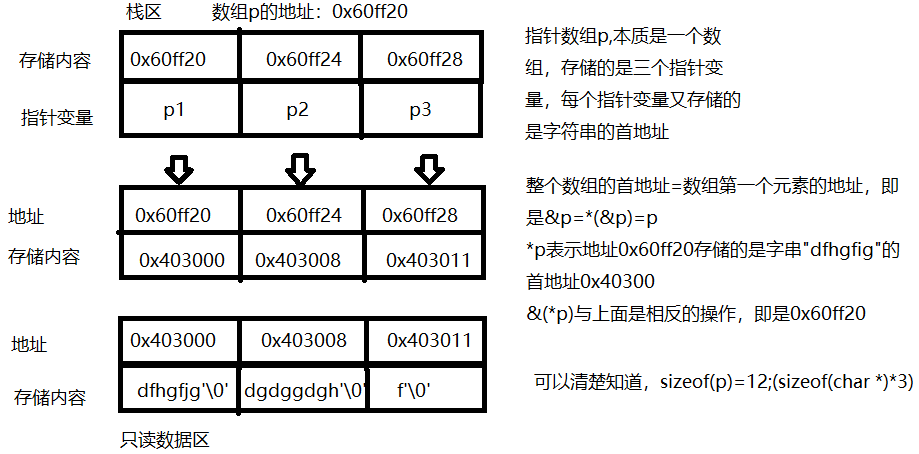 栈区 数组p的地址：0x60ff20
存储内容 0x60ff20 0x60ff24 0x60ff28
指针变量 p1 p2 p3
地址 0x60ff20 0x60ff24 0x60ff28
存储内容 0x403000 0x403008 0x403011
地址 0x403000 0x403008 0x403011
存储内容 dfhgfjg'\0' dgdggdgh'\0' f'\0'
只读数据区
指针数组p,本质是一个数
组，存储的是三个指针变
量，每个指针变量又存储的
是字符串的首地址
整个数组的首地址=数组第一个元素的地址，即
是&p=*(&p)=p
*p表示地址0x60ff20存储的是字串"dfhgfig"的
首地址0x40300
&(*p)与上面是相反的操作，即是0x60ff20
可以清楚知道，sizeof(p)=12;(sizeof(char *)*3)